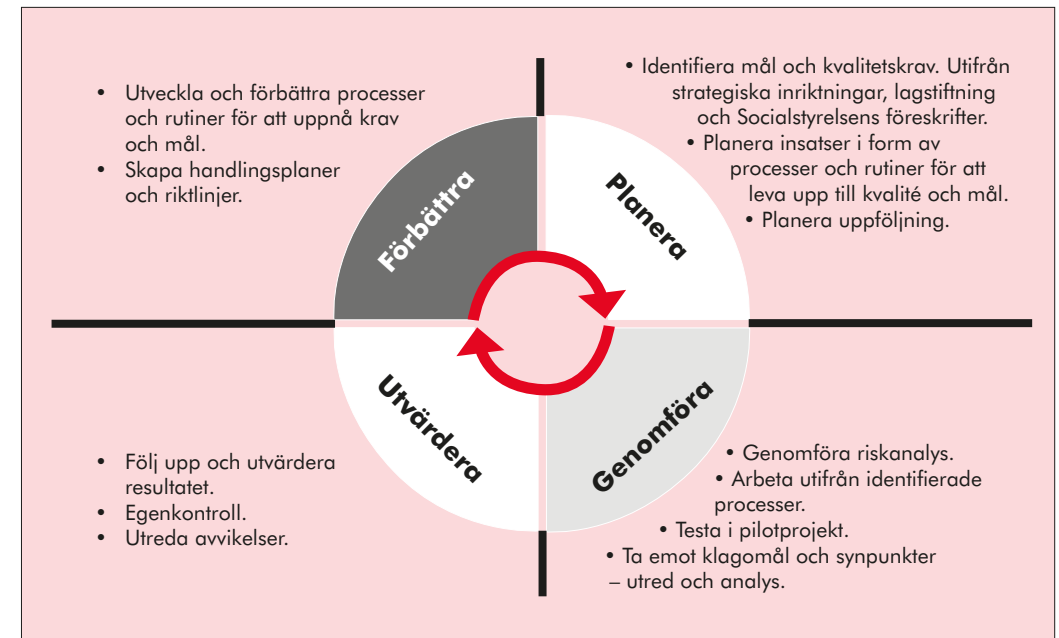 • Utveckla och förbättra processer
och rutiner för att uppnå krav
och mål.
• Skapa handlingsplaner
och riktlinjer.
• Identifiera mål och kvalitetskrav. Utifrån
strategiska inriktningar, lagstiftning
och Socialstyrelsens föreskrifter.
• Planera insatser i form av
processer och rutiner för att
leva upp till kvalité och mål.
• Planera uppföljning.
Förbättra
Planera
Utvärdera
Genomföra
• Följ upp och utvärdera
resultatet.
• Egenkontroll.
• Utreda avvikelser.
• Genomföra riskanalys.
• Arbeta utifrån identifierade
processer.
• Testa i pilotprojekt.
• Ta emot klagomål och synpunkter
– utred och analys.